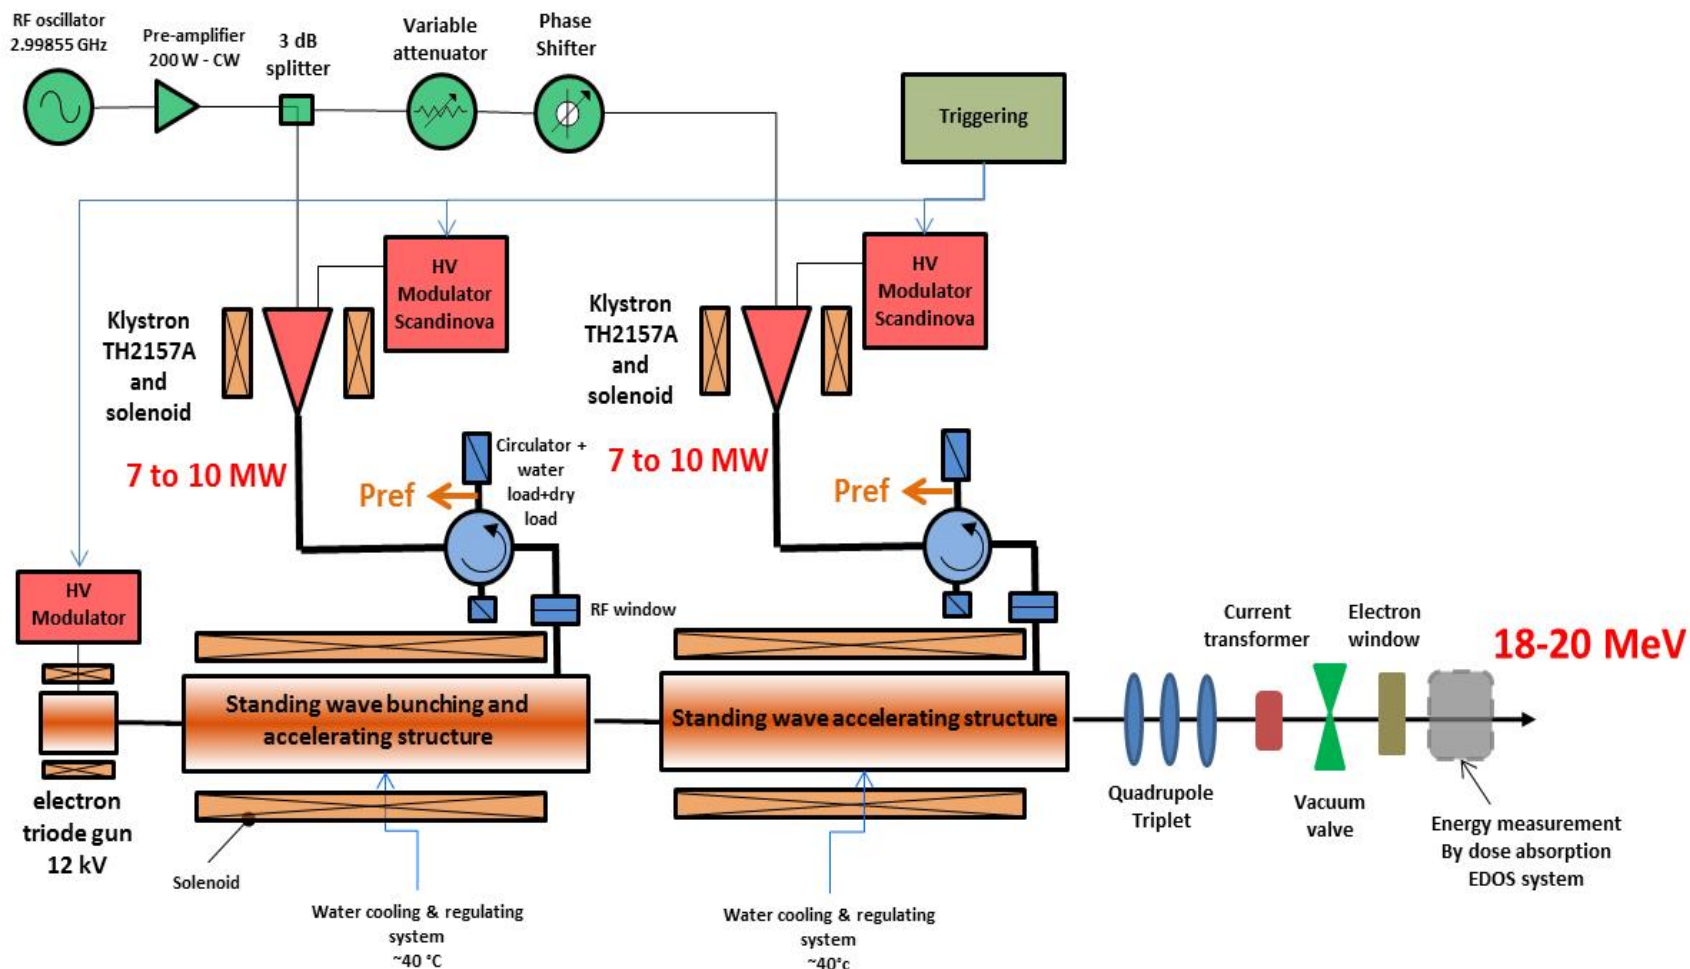 RF oscillator
2.99855 GHz
Pre-amplifier
200 W - CW
3 dB
splitter
Variable
attenuator
Phase
Shifter
Triggering
HV
Modulator
Scandinova
HV
Modulator
Scandinova
Klystron
TH2157A
and
solenoid
Klystron
TH2157A
and
solenoid
7 to 10 MW
Pref
Circulator +
water
load+dry
load
7 to 10 MW
Pref
HV
Modulator
RF window
Current
transformer
Electron
window
18-20 MeV
Standing wave bunching and
accelerating structure
Standing wave accelerating structure
electron
triode gun
12 kV
Solenoid
Quadrupole
Triplet
Vacuum
valve
Energy measurement
By dose absorption
EDOS system
Water cooling & regulating
system
~40 °C
Water cooling & regulating
system
~40°c